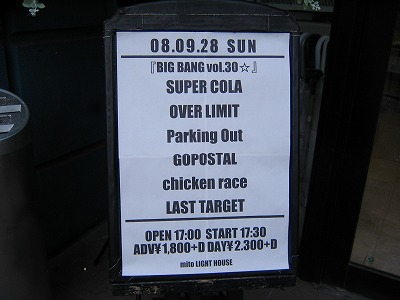 08.09.28 SUN
『BIG BANG vol.30☆』
SUPER COLA
OVER LIMIT
Parking Out
GOPOSTAL
chicken race
LAST TARGET
OPEN 17:00 START 17:30
ADV¥1,800+D DAY¥2.300+D
mito LIGHT HOUSE